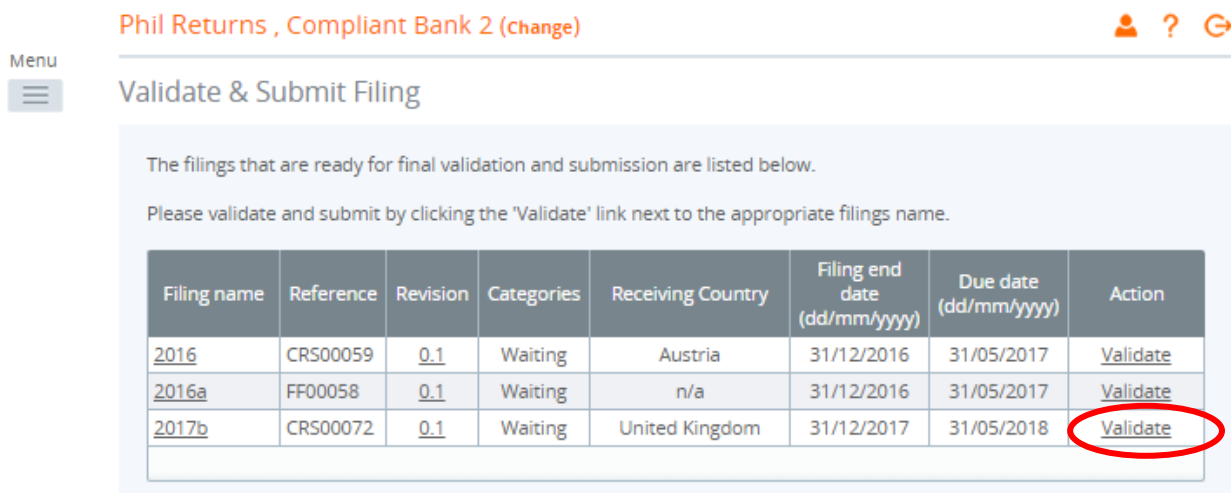 Phil Returns , Compliant Bank 2 (Change)
?
Menu
Validate & Submit Filing
The filings that are ready for final validation and submission are listed below.
Please validate and submit by clicking the 'Validate' link next to the appropriate filings name.
Filing name Reference Revision Categories Receiving Country Filing end date (dd/mm/yyyy) Due date (dd/mm/yyyy) Action
2016 CRS00059 0.1 Waiting Austria 31/12/2016 31/05/2017 Validate
2016a FF00058 0.1 Waiting n/a 31/12/2016 31/05/2017 Validate
2017b CRS00072 0.1 Waiting United Kingdom 31/12/2017 31/05/2018 Validate